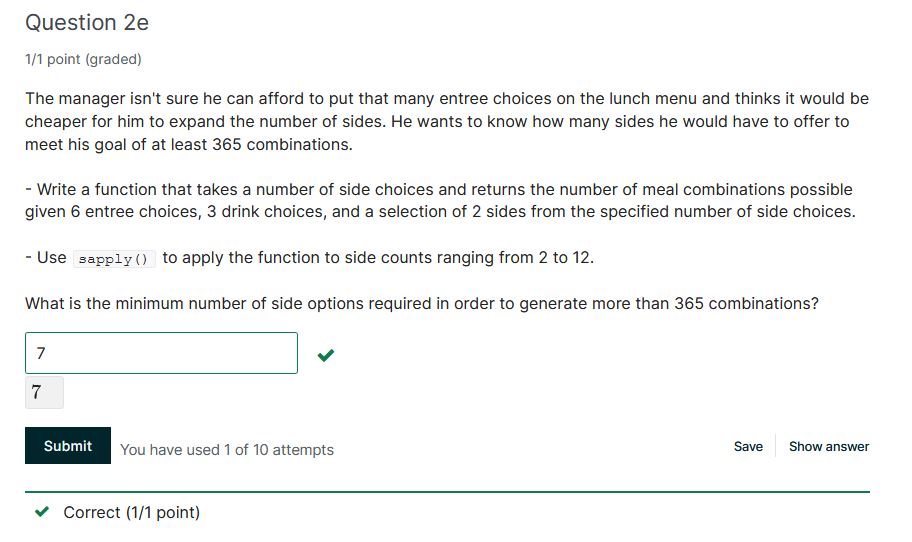 Question 2e
1/1 point (graded)
The manager isn't sure he can afford to put that many entree choices on the lunch menu and thinks it would be
cheaper for him to expand the number of sides. He wants to know how many sides he would have to offer to
meet his goal of at least 365 combinations.
- Write a function that takes a number of side choices and returns the number of meal combinations possible
given 6 entree choices, 3 drink choices, and a selection of 2 sides from the specified number of side choices.
- Use sapply() to apply the function to side counts ranging from 2 to 12.
What is the minimum number of side options required in order to generate more than 365 combinations?
7
7
Submit You have used 1 of 10 attempts Save Show answer
Correct (1/1 point)